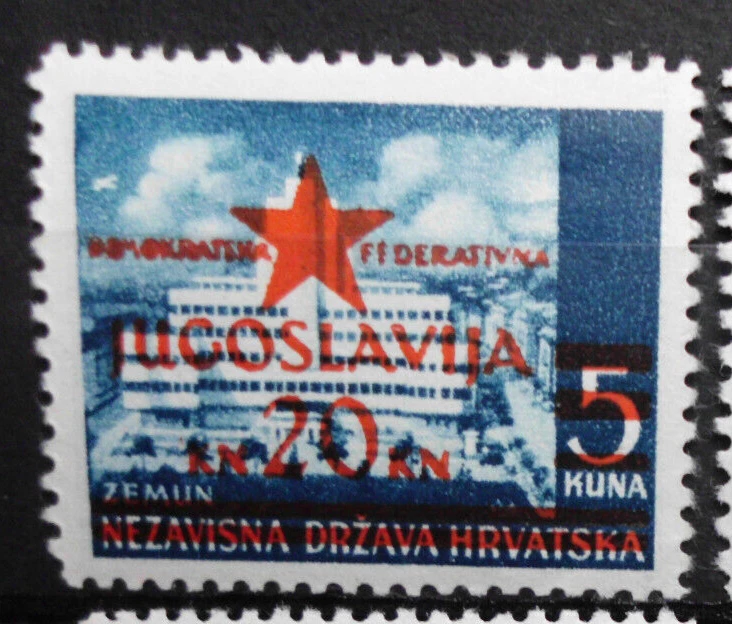 DEMOKRATSKA FEDERATIVNA
JUGOSLAVIJA
KN 20 KN
5
KUNA
ZEMUN
NEZAVISNA DRŽAVA HRVATSKA